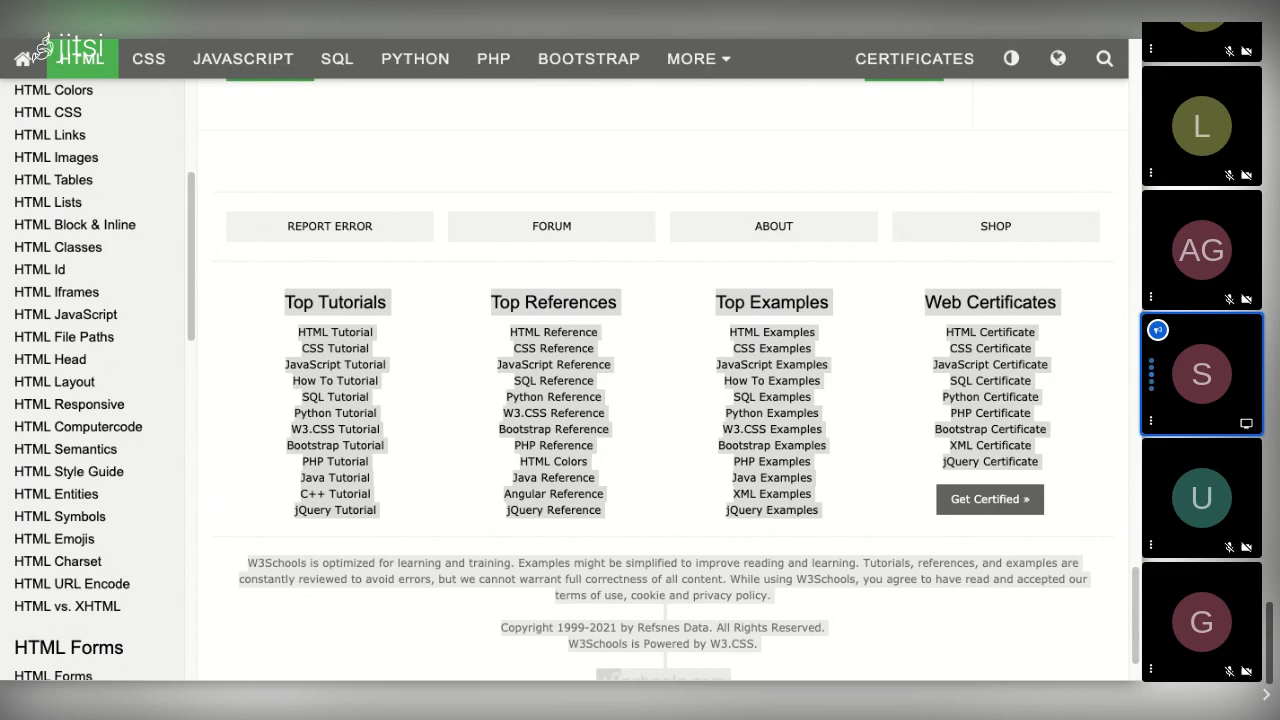 jitsi
HTML CSS JAVASCRIPT SQL PYTHON PHP BOOTSTRAP MORE CERTIFICATES
HTML Colors
HTML CSS
HTML Links
HTML Images
HTML Tables
HTML Lists
HTML Block & Inline
HTML Classes
HTML Id
HTML Iframes
HTML JavaScript
HTML File Paths
HTML Head
HTML Layout
HTML Responsive
HTML Computercode
HTML Semantics
HTML Style Guide
HTML Entities
HTML Symbols
HTML Emojis
HTML Charset
HTML URL Encode
HTML vs. XHTML
HTML Forms
HTML Forms
REPORT ERROR FORUM ABOUT SHOP
Top Tutorials
HTML Tutorial
CSS Tutorial
JavaScript Tutorial
How To Tutorial
SQL Tutorial
Python Tutorial
W3.CSS Tutorial
Bootstrap Tutorial
PHP Tutorial
Java Tutorial
C++ Tutorial
jQuery Tutorial
Top References
HTML Reference
CSS Reference
JavaScript Reference
SQL Reference
Python Reference
W3.CSS Reference
Bootstrap Reference
PHP Reference
HTML Colors
Java Reference
Angular Reference
jQuery Reference
Top Examples
HTML Examples
CSS Examples
JavaScript Examples
How To Examples
SQL Examples
Python Examples
W3.CSS Examples
Bootstrap Examples
PHP Examples
Java Examples
XML Examples
jQuery Examples
Web Certificates
HTML Certificate
CSS Certificate
JavaScript Certificate
SQL Certificate
Python Certificate
PHP Certificate
Bootstrap Certificate
XML Certificate
jQuery Certificate
Get Certified »
W3Schools is optimized for learning and training. Examples might be simplified to improve reading and learning. Tutorials, references, and examples are
constantly reviewed to avoid errors, but we cannot warrant full correctness of all content. While using W3Schools, you agree to have read and accepted our
terms of use, cookie and privacy policy.
Copyright 1999-2021 by Refsnes Data. All Rights Reserved.
W3Schools is Powered by W3.CSS.
L
AG
S
U
G